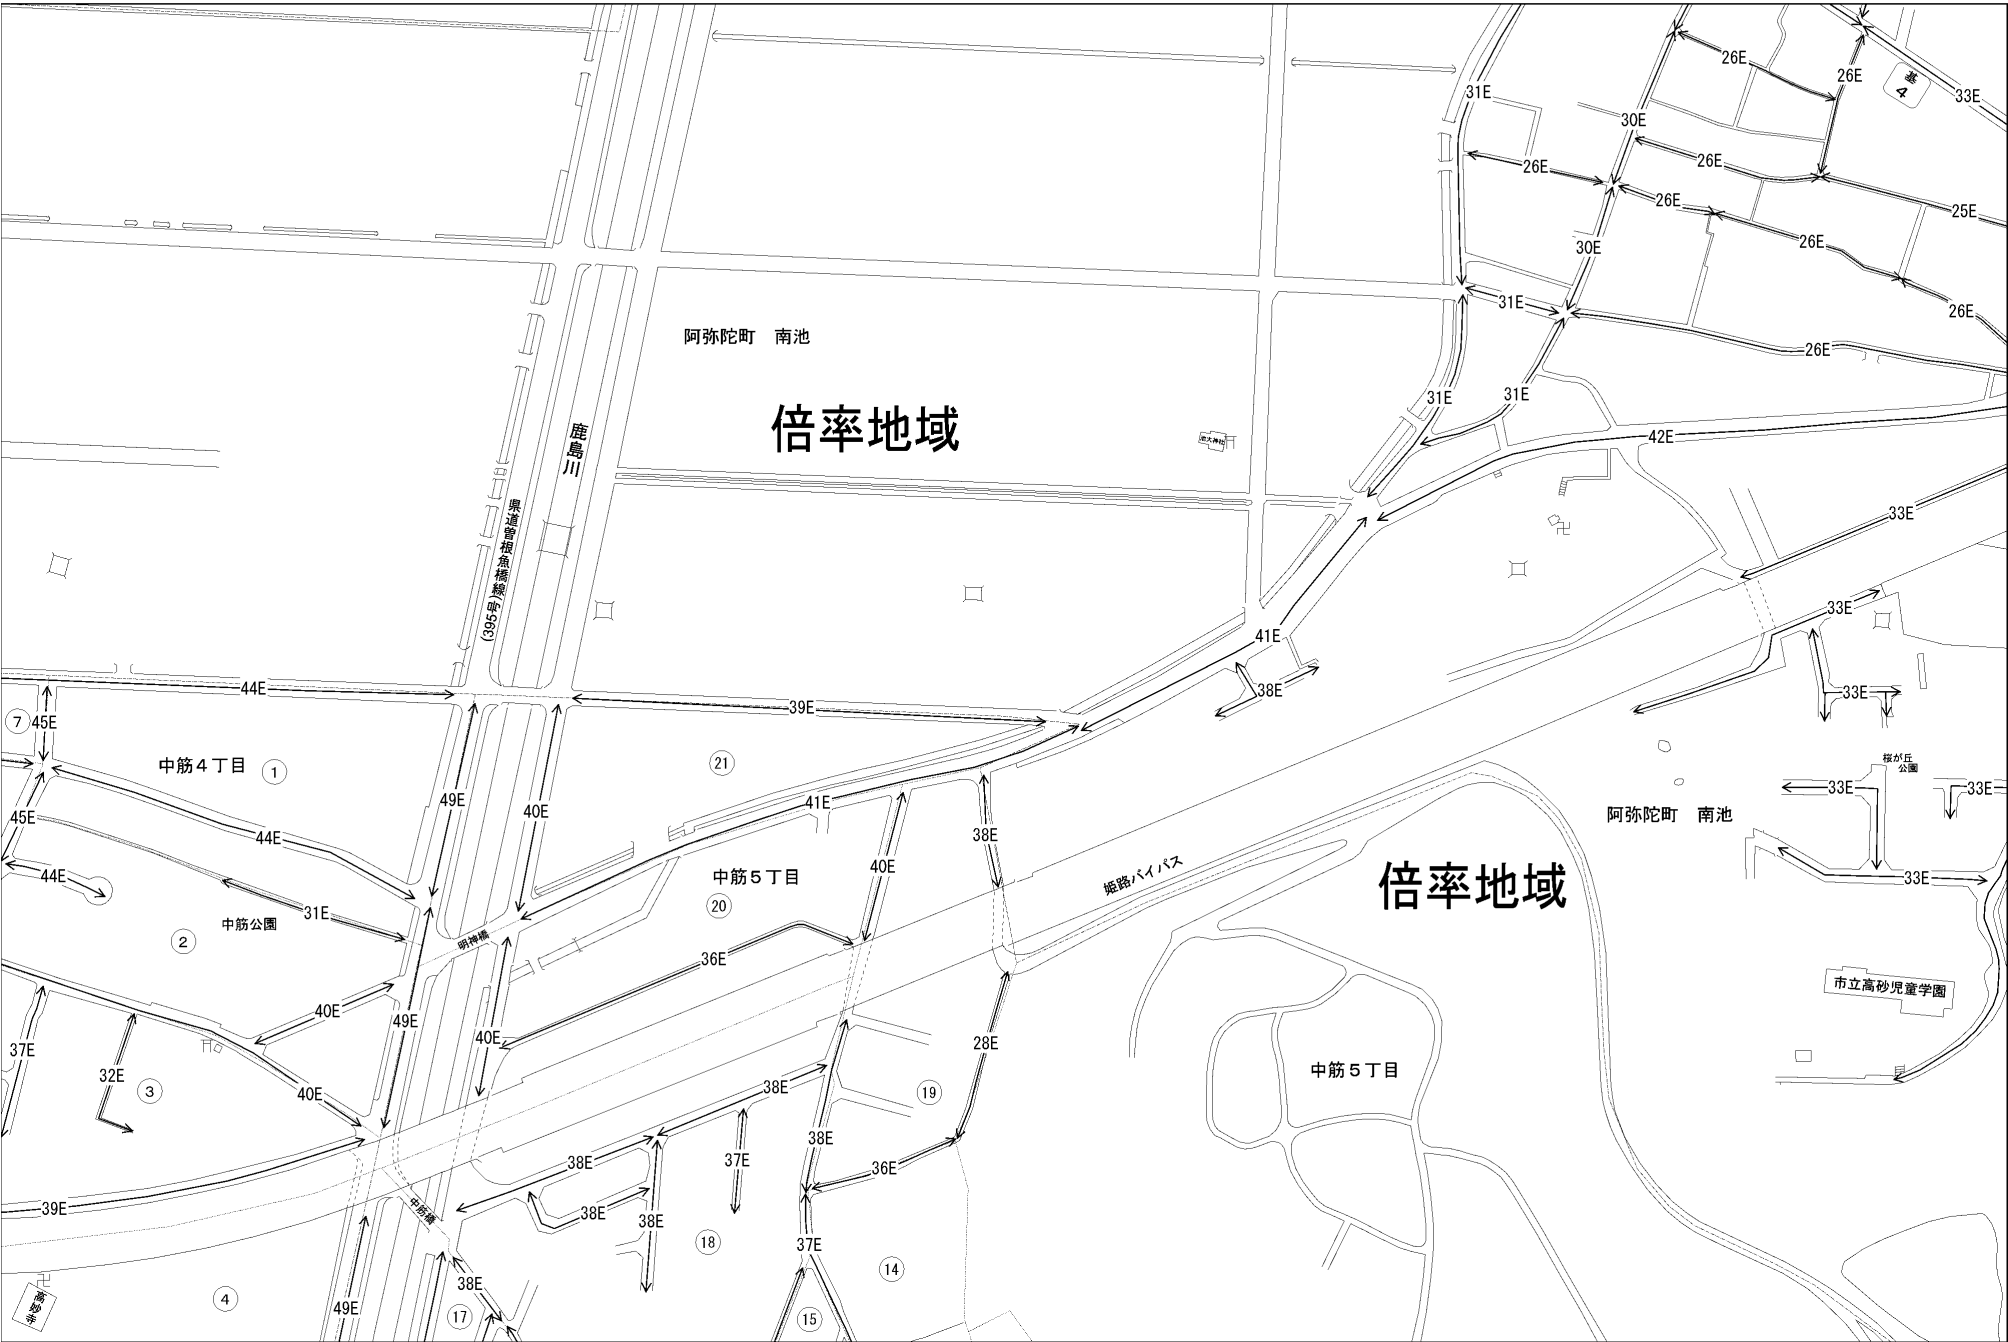 26E
26E
基
4
33E
31E
30E
26E
26E
26E
25E
26E
30E
31E
26E
26E
阿弥陀町　南池
倍率地域
鹿島川
県道曽根魚橋線
(395号)
池大神社
31E
31E
42E
33E
41E
38E
33E
33E
44E
39E
7
45E
中筋4丁目
1
21
桜が丘
公園
33E
33E
49E
40E
41E
阿弥陀町　南池
倍率地域
45E
44E
38E
40E
中筋5丁目
20
姫路バイパス
44E
31E
中筋公園
2
明神橋
33E
36E
市立高砂児童学園
40E
49E
40E
37E
32E
3
28E
中筋5丁目
40E
38E
19
38E
37E
38E
36E
39E
中筋橋
38E
38E
18
37E
14
高妙寺
4
49E
38E
17
15